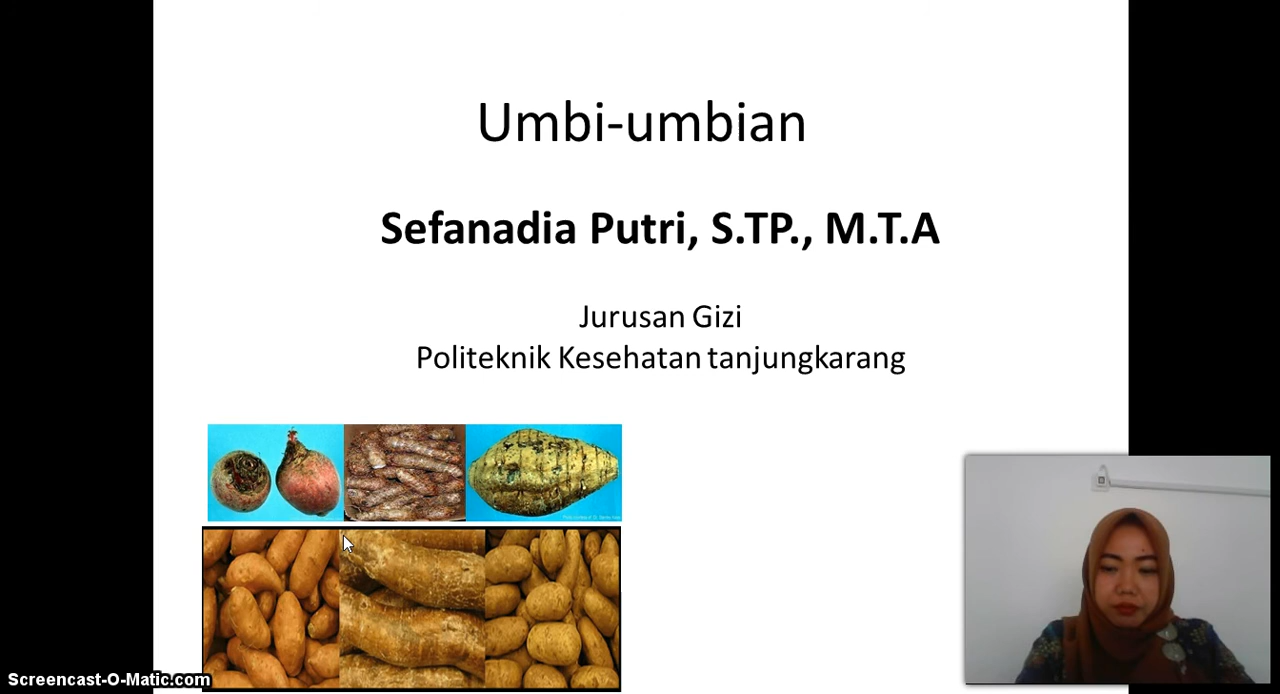 Umbi-umbian
Sefanadia Putri, S.TP., M.T.A
Jurusan Gizi
Politeknik Kesehatan tanjungkarang
Screencast-O-Matic.com